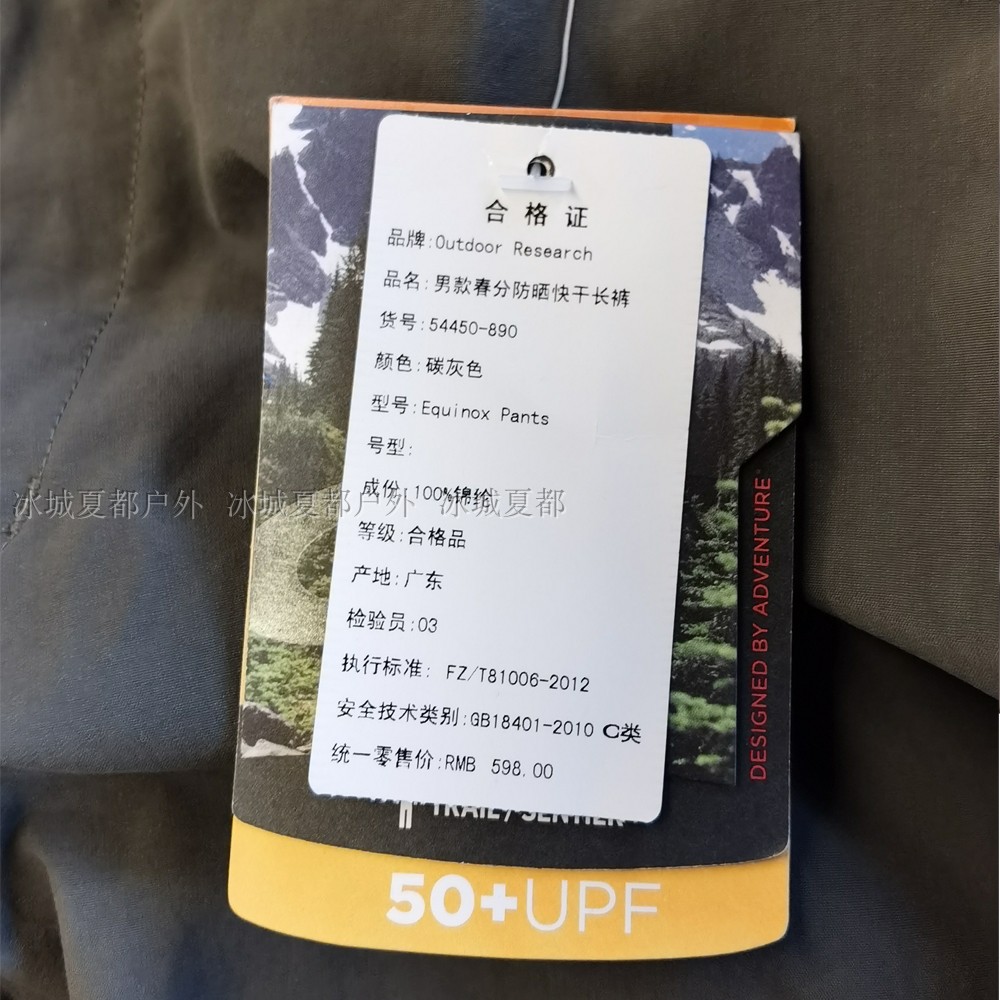 合格证
品牌:Outdoor Research
品名:男款春分防晒快干长裤
货号:54450-890
颜色:碳灰色
型号:Equinox Pants
号型:
成份:100%锦纶
等级:合格品
产地:广东
检验员:03
执行标准: FZ/T81006-2012
安全技术类别:GB18401-2010 C类
统一零售价:RMB 598.00
TRAIL/SENTIER
50+UPF
DESIGNED BY ADVENTURE
冰城夏都户外 冰城夏都户外 冰城夏都